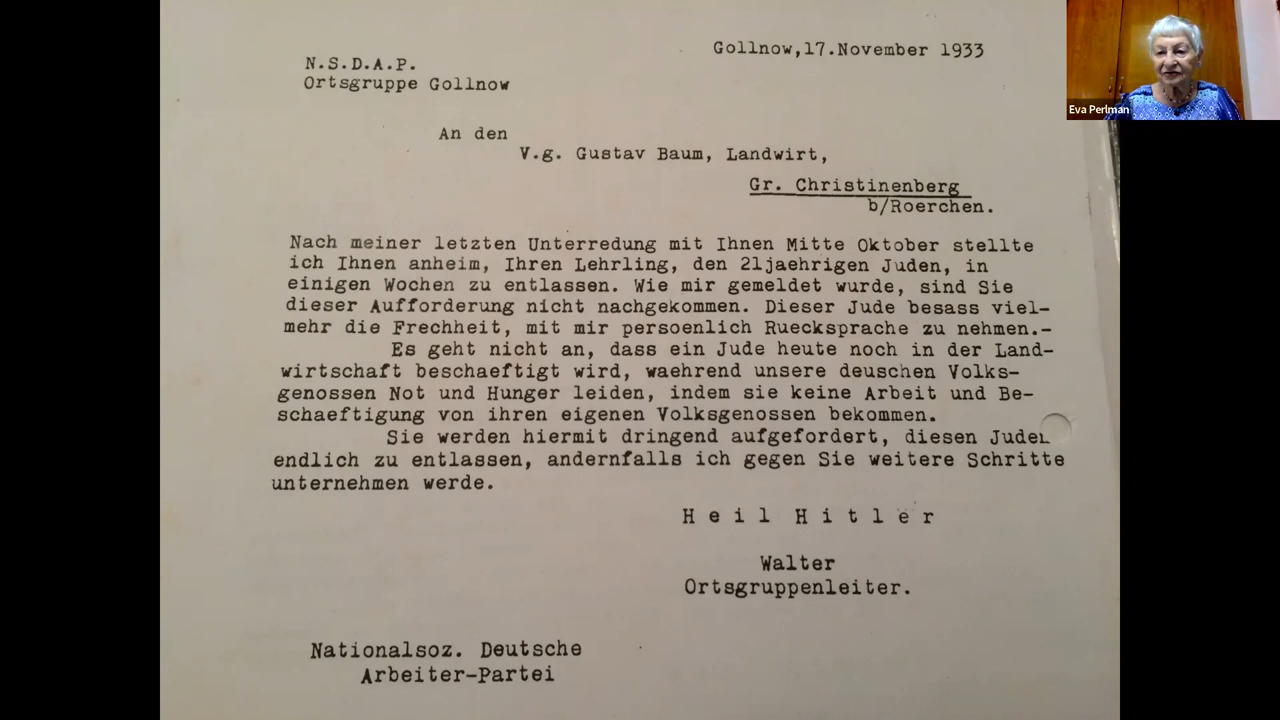 Gollnow,17.November 1933
N.S.D.A.P.
Ortsgruppe Gollnow
An den
V.g. Gustav Baum, Landwirt,
Gr. Christinenberg
b/Roerchen.
Nach meiner letzten Unterredung mit Ihnen Mitte Oktober stellte
ich Ihnen anheim, Ihren Lehrling, den 21jaehrigen Juden, in
einigen Wochen zu entlassen. Wie mir gemeldet wurde, sind Sie
dieser Aufforderung nicht nachgekommen. Dieser Jude besass viel-
mehr die Frechheit, mit mir persoenlich Ruecksprache zu nehmen.-
Es geht nicht an, dass ein Jude heute noch in der Land-
wirtschaft beschaeftigt wird, waehrend unsere deuschen Volks-
genossen Not und Hunger leiden, indem sie keine Arbeit und Be-
schaeftigung von ihren eigenen Volksgenossen bekommen.
Sie werden hiermit dringend aufgefordert, diesen Juden
endlich zu entlassen, andernfalls ich gegen Sie weitere Schritte
unternehmen werde.
Heil Hitler
Walter
Ortsgruppenleiter.
Nationalsoz. Deutsche
Arbeiter-Partei
Eva Perlman